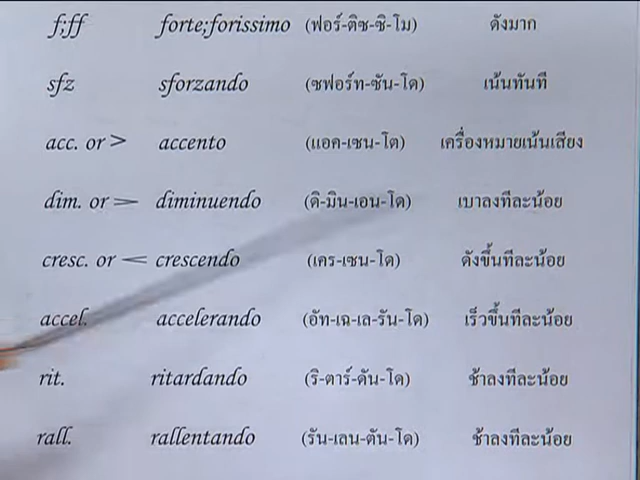 f;ff forte;forissimo (ฟอร์-ติซ-ซิ-โม) ดังมาก
sfz sforzando (ซฟอร์ท-ซัน-โด) เน้นทันที
acc. or > accento (แอค-เซน-โต) เครื่องหมายเน้นเสียง
dim. or > diminuendo (ดิ-มิน-เอน-โด) เบาลงทีละน้อย
cresc. or < crescendo (เคร-เซน-โด) ดังขึ้นทีละน้อย
accel. accelerando (อัท-เฉ-เล-รัน-โด) เร็วขึ้นทีละน้อย
rit. ritardando (ริ-ตาร์-ดัน-โด) ช้าลงทีละน้อย
rall. rallentando (รัน-เลน-ตัน-โด) ช้าลงทีละน้อย